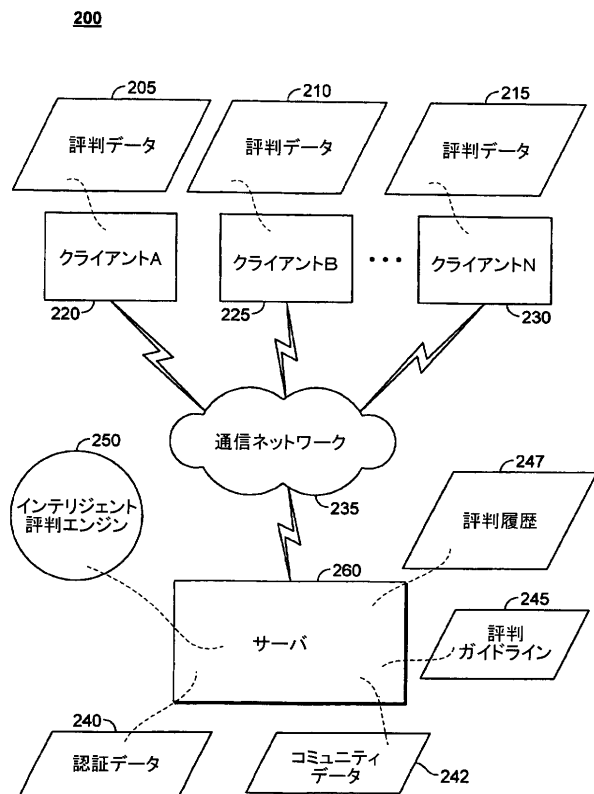 200
205
210
215
評判データ
評判データ
評判データ
クライアントA
クライアントB
• • •
クライアントN
220
225
230
通信ネットワーク
235
250
インテリジェント
評判エンジン
247
評判履歴
260
サーバ
245
評判
ガイドライン
240
認証データ
コミュニティ
データ
242